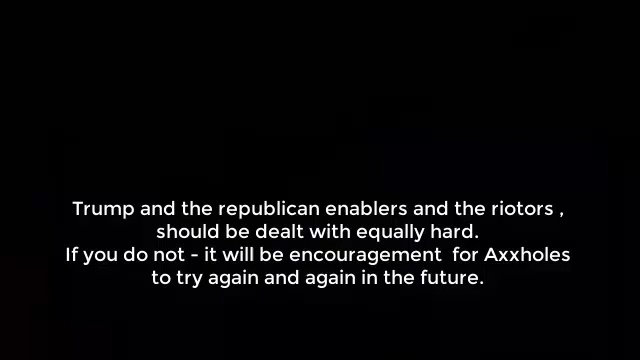 Trump and the republican enablers and the riotors ,
should be dealt with equally hard.
If you do not - it will be encouragement  for Axxholes
to try again and again in the future.